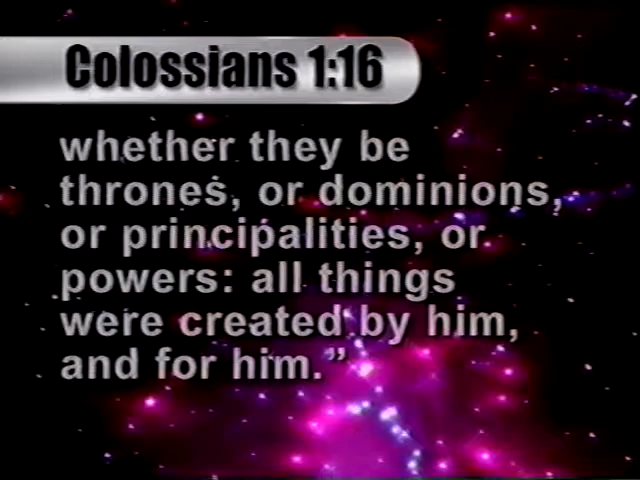 Colossians 1:16
whether they be
thrones, or dominions,
or principalities, or
powers: all things
were created by him,
and for him.”